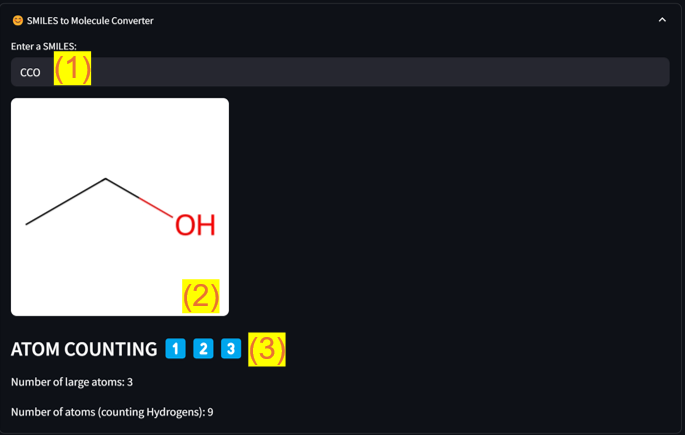 SMILES to Molecule Converter
Enter a SMILES:
CCO (1)
OH
(2)
ATOM COUNTING 1 2 3 (3)
Number of large atoms: 3
Number of atoms (counting Hydrogens): 9